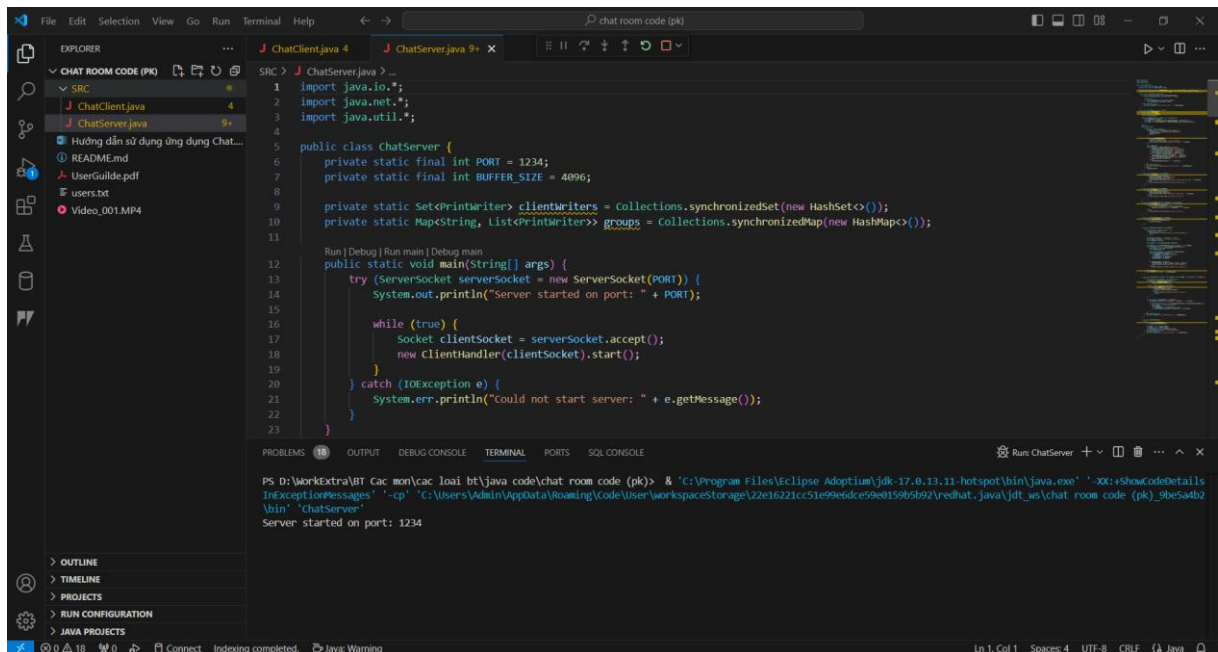 File Edit Selection View Go Run Terminal Help
chat room code (pk)
EXPLORER
CHAT ROOM CODE (PK)
SRC
ChatClient.java 4
ChatServer.java 9+
Hướng dẫn sử dụng ứng dụng Chat....
README.md
UserGuilde.pdf
users.txt
Video_001.MP4
OUTLINE
TIMELINE
PROJECTS
RUN CONFIGURATION
JAVA PROJECTS
ChatClient.java 4 ChatServer.java 9+
SRC > ChatServer.java > ...
1 import java.io.*;
2 import java.net.*;
3 import java.util.*;
4
5 public class ChatServer {
6 private static final int PORT = 1234;
7 private static final int BUFFER_SIZE = 4096;
8
9 private static Set<PrintWriter> clientWriters = Collections.synchronizedSet(new HashSet<>());
10 private static Map<String, List<PrintWriter>> groups = Collections.synchronizedMap(new HashMap<>());
11
Run | Debug | Run main | Debug main
12 public static void main(String[] args) {
13 try (ServerSocket serverSocket = new ServerSocket(PORT)) {
14 System.out.println("Server started on port: " + PORT);
15
16 while (true) {
17 Socket clientSocket = serverSocket.accept();
18 new ClientHandler(clientSocket).start();
19 }
20 } catch (IOException e) {
21 System.err.println("Could not start server: " + e.getMessage());
22 }
23 }
PROBLEMS 18 OUTPUT DEBUG CONSOLE TERMINAL PORTS SQL CONSOLE
Run: ChatServer
PS D:\WorkExtra\BT Cac mon\cac loai bt\java code\chat room code (pk)> & 'C:\Program Files\Eclipse Adoptium\jdk-17.0.13.11-hotspot\bin\java.exe' '-XX:+ShowCodeDetails
InExceptionMessages' '-cp' 'C:\Users\Admin\AppData\Roaming\Code\User\workspaceStorage\22e16221cc51e99e6dce59e0159b5b92\redhat.java\jdt_ws\chat room code (pk)_9be5a4b2
\bin' 'ChatServer'
Server started on port: 1234
0 18 0 Connect Indexing completed. Java: Warning
Ln 1, Col 1 Spaces: 4 UTF-8 CRLF Java